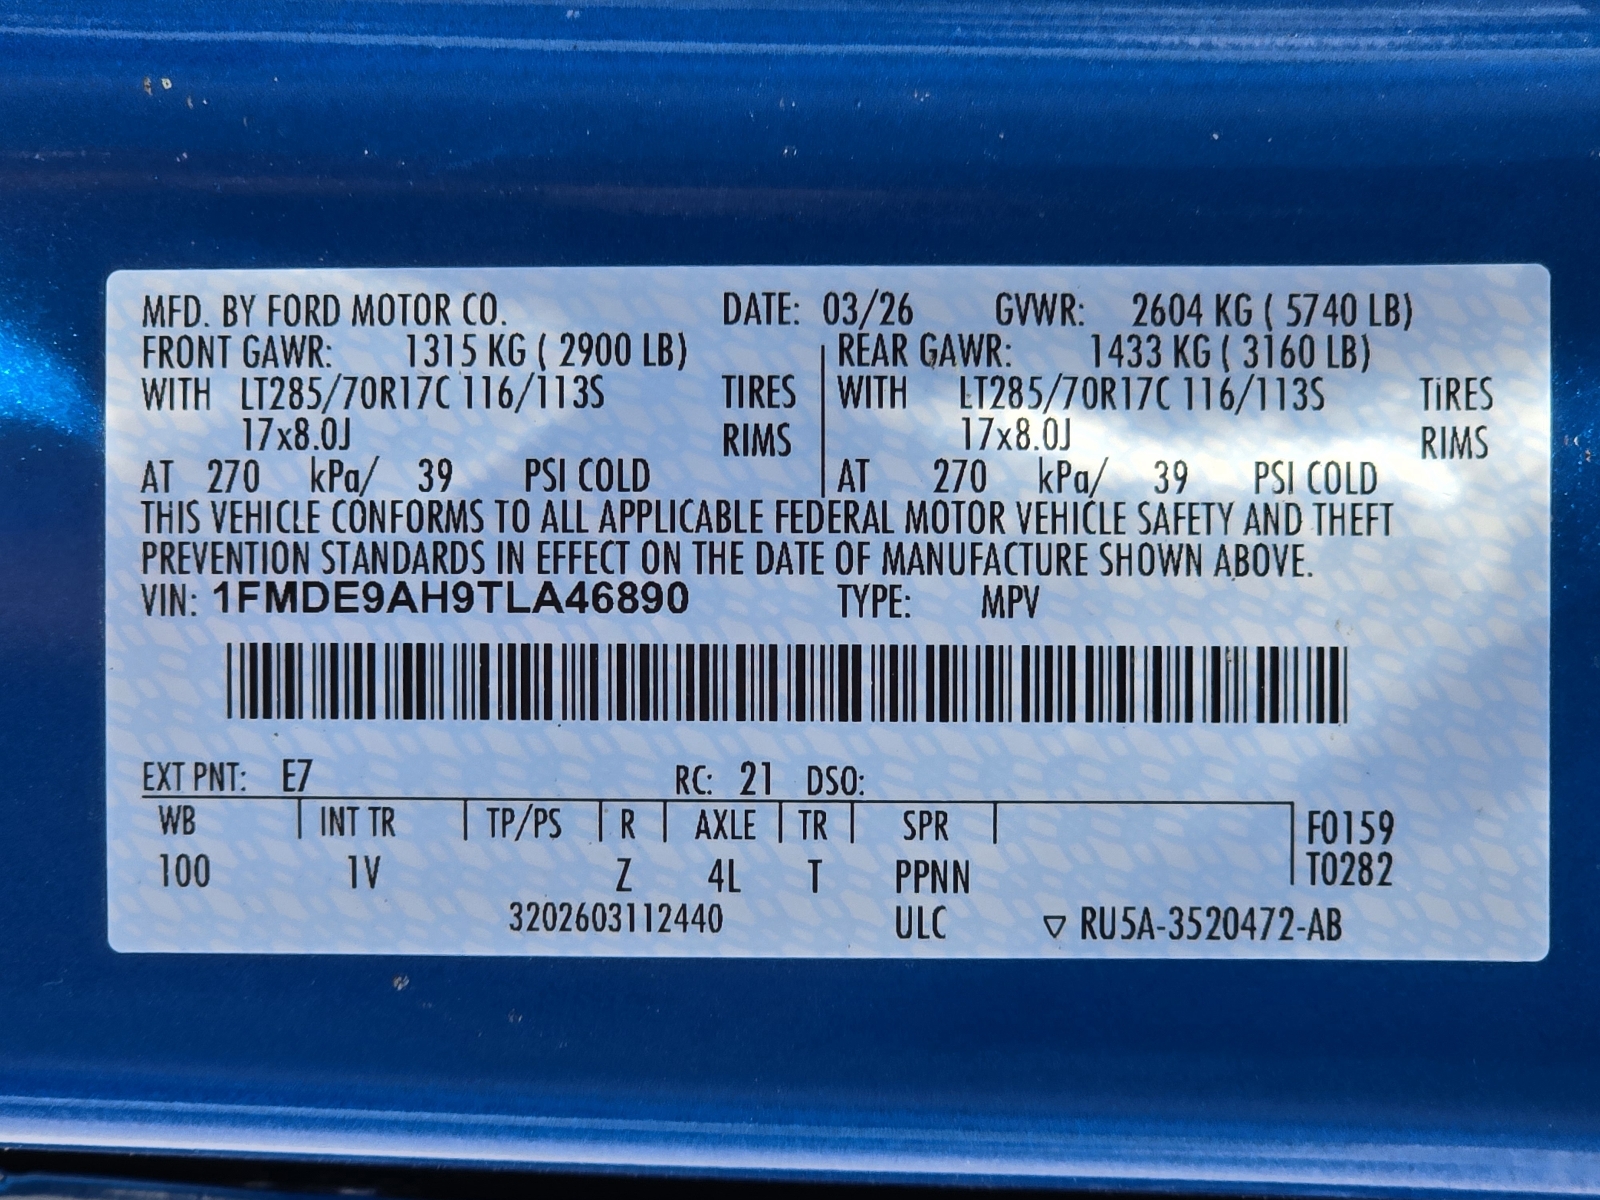 MFD. BY FORD MOTOR CO. DATE: 03/26 GVWR: 2604 KG ( 5740 LB)
FRONT GAWR: 1315 KG ( 2900 LB) REAR GAWR: 1433 KG ( 3160 LB)
WITH LT285/70R17C 116/113S TIRES WITH LT285/70R17C 116/113S TIRES
17x8.0J RIMS 17x8.0J RIMS
AT 270 kPa/ 39 PSI COLD AT 270 kPa/ 39 PSI COLD
THIS VEHICLE CONFORMS TO ALL APPLICABLE FEDERAL MOTOR VEHICLE SAFETY AND THEFT
PREVENTION STANDARDS IN EFFECT ON THE DATE OF MANUFACTURE SHOWN ABOVE.
VIN: 1FMDE9AH9TLA46890 TYPE: MPV
EXT PNT: E7 RC: 21 DSO:
WB INT TR TP/PS R AXLE TR SPR F0159
100 1V Z 4L T PPNN T0282
3202603112440 ULC ▽ RU5A-3520472-AB